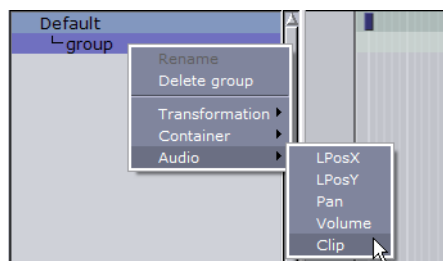 Default
group
Rename
Delete group
Transformation
Container
Audio
LPosX
LPosY
Pan
Volume
Clip